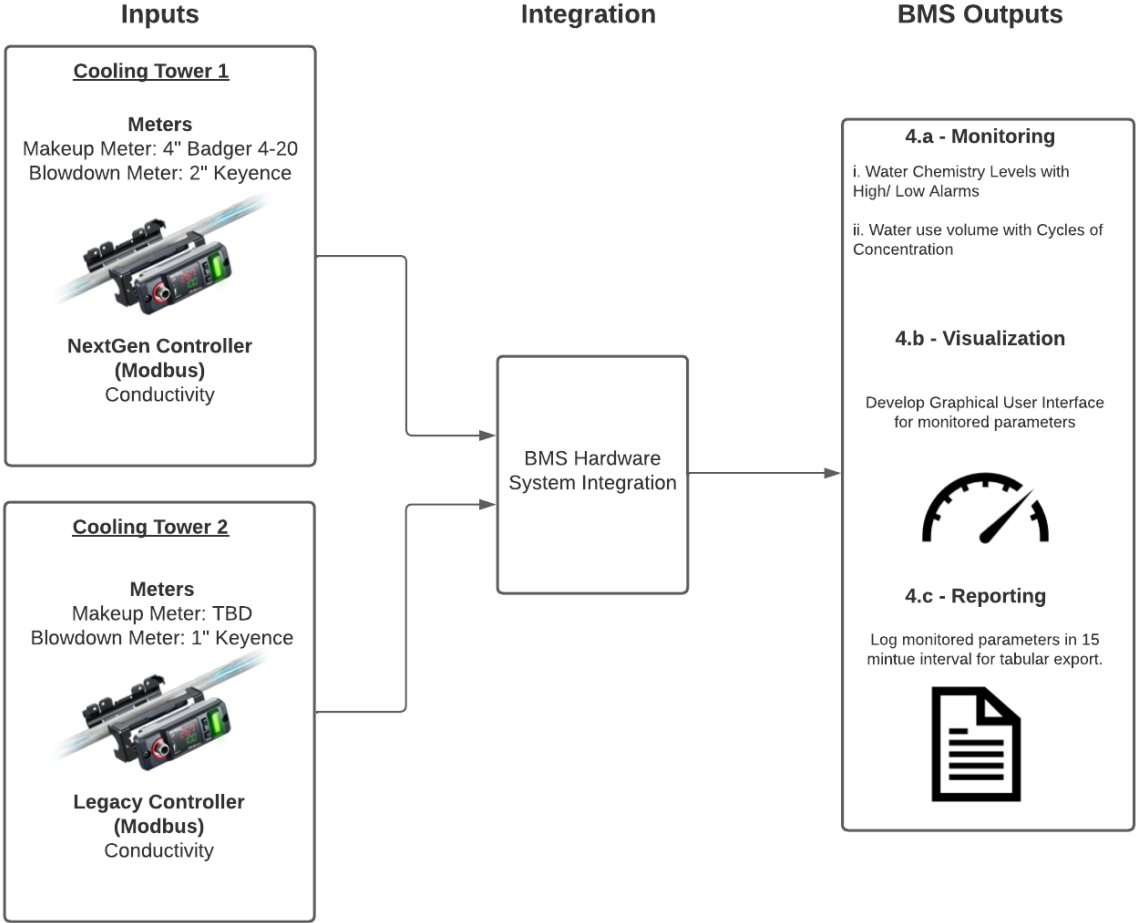 Inputs
Integration
BMS Outputs
Cooling Tower 1
Meters
Makeup Meter: 4" Badger 4-20
Blowdown Meter: 2" Keyence
NextGen Controller
(Modbus)
Conductivity
Cooling Tower 2
Meters
Makeup Meter: TBD
Blowdown Meter: 1" Keyence
Legacy Controller
(Modbus)
Conductivity
BMS Hardware
System Integration
4.a - Monitoring
i. Water Chemistry Levels with
High/ Low Alarms
ii. Water use volume with Cycles of
Concentration
4.b - Visualization
Develop Graphical User Interface
for monitored parameters
4.c - Reporting
Log monitored parameters in 15
mintue interval for tabular export.